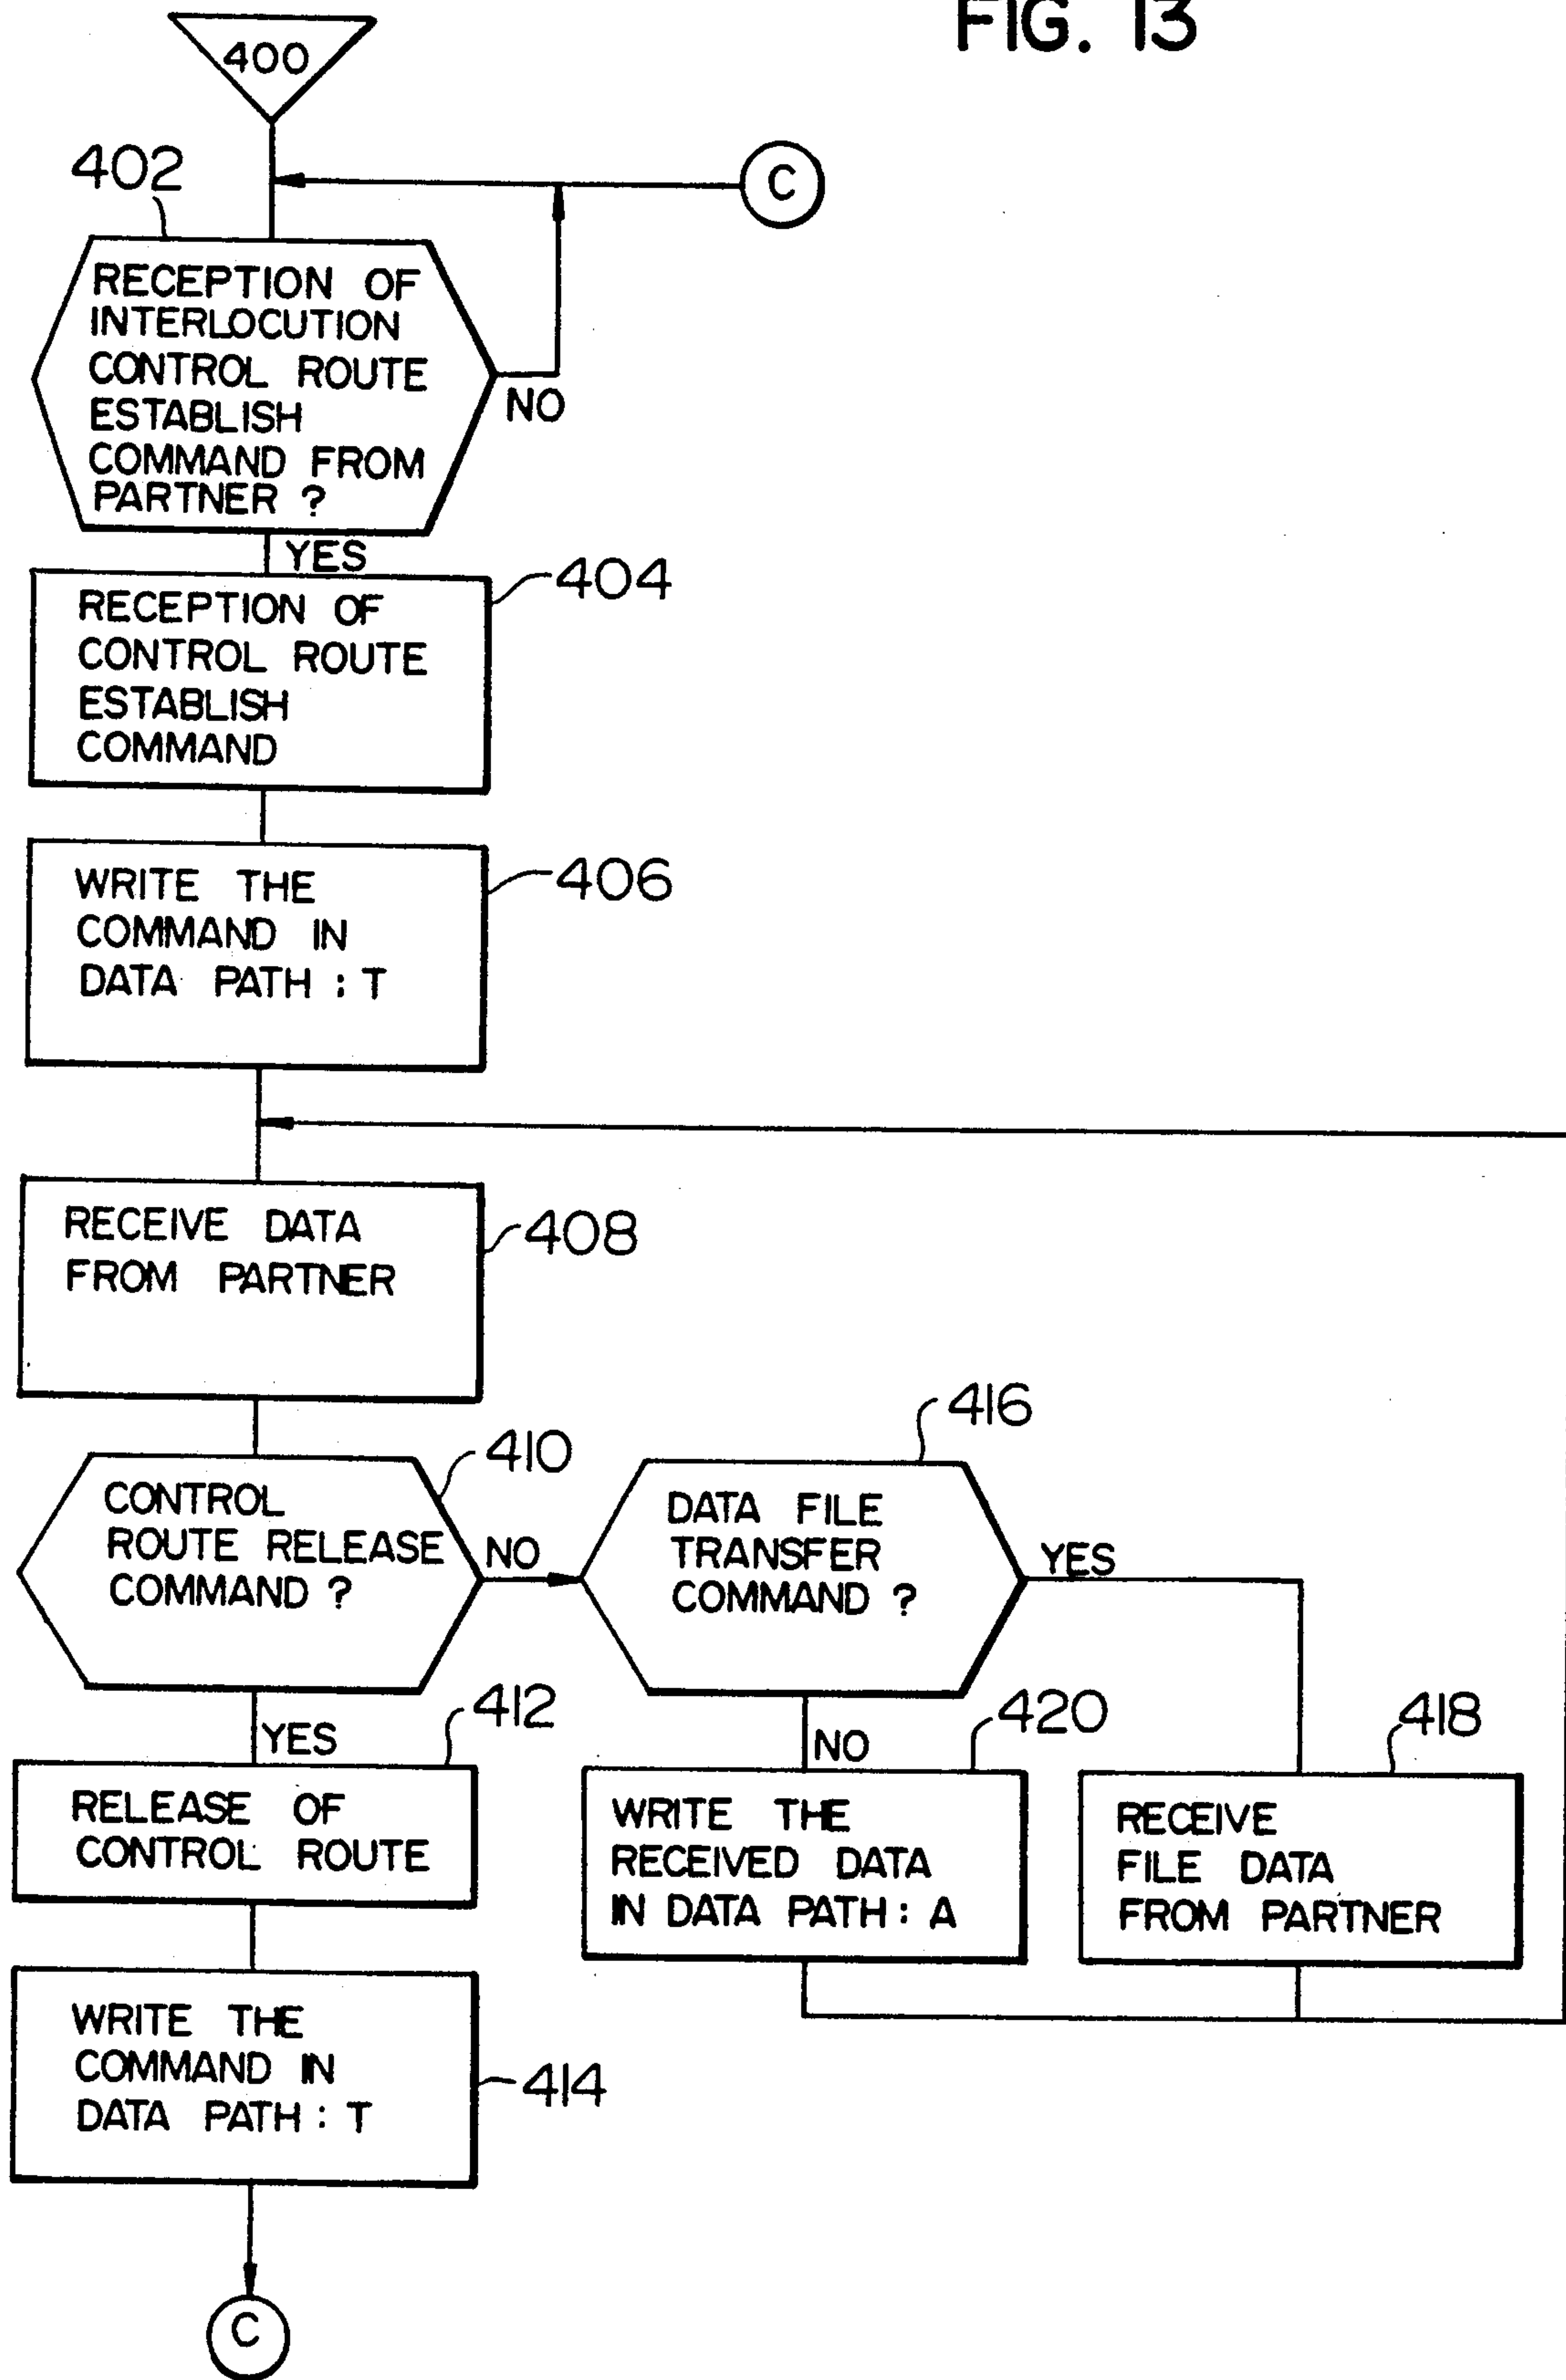 FIG. 13
400
C
402
RECEPTION OF
INTERLOCUTION
CONTROL ROUTE
ESTABLISH
COMMAND FROM
PARTNER ?
NO
YES
404
RECEPTION OF
CONTROL ROUTE
ESTABLISH
COMMAND
406
WRITE THE
COMMAND IN
DATA PATH : T
408
RECEIVE DATA
FROM PARTNER
410
CONTROL
ROUTE RELEASE
COMMAND ?
NO
416
DATA FILE
TRANSFER
COMMAND ?
YES
YES
412
RELEASE OF
CONTROL ROUTE
NO
420
WRITE THE
RECEIVED DATA
IN DATA PATH : A
418
RECEIVE
FILE DATA
FROM PARTNER
414
WRITE THE
COMMAND IN
DATA PATH : T
C